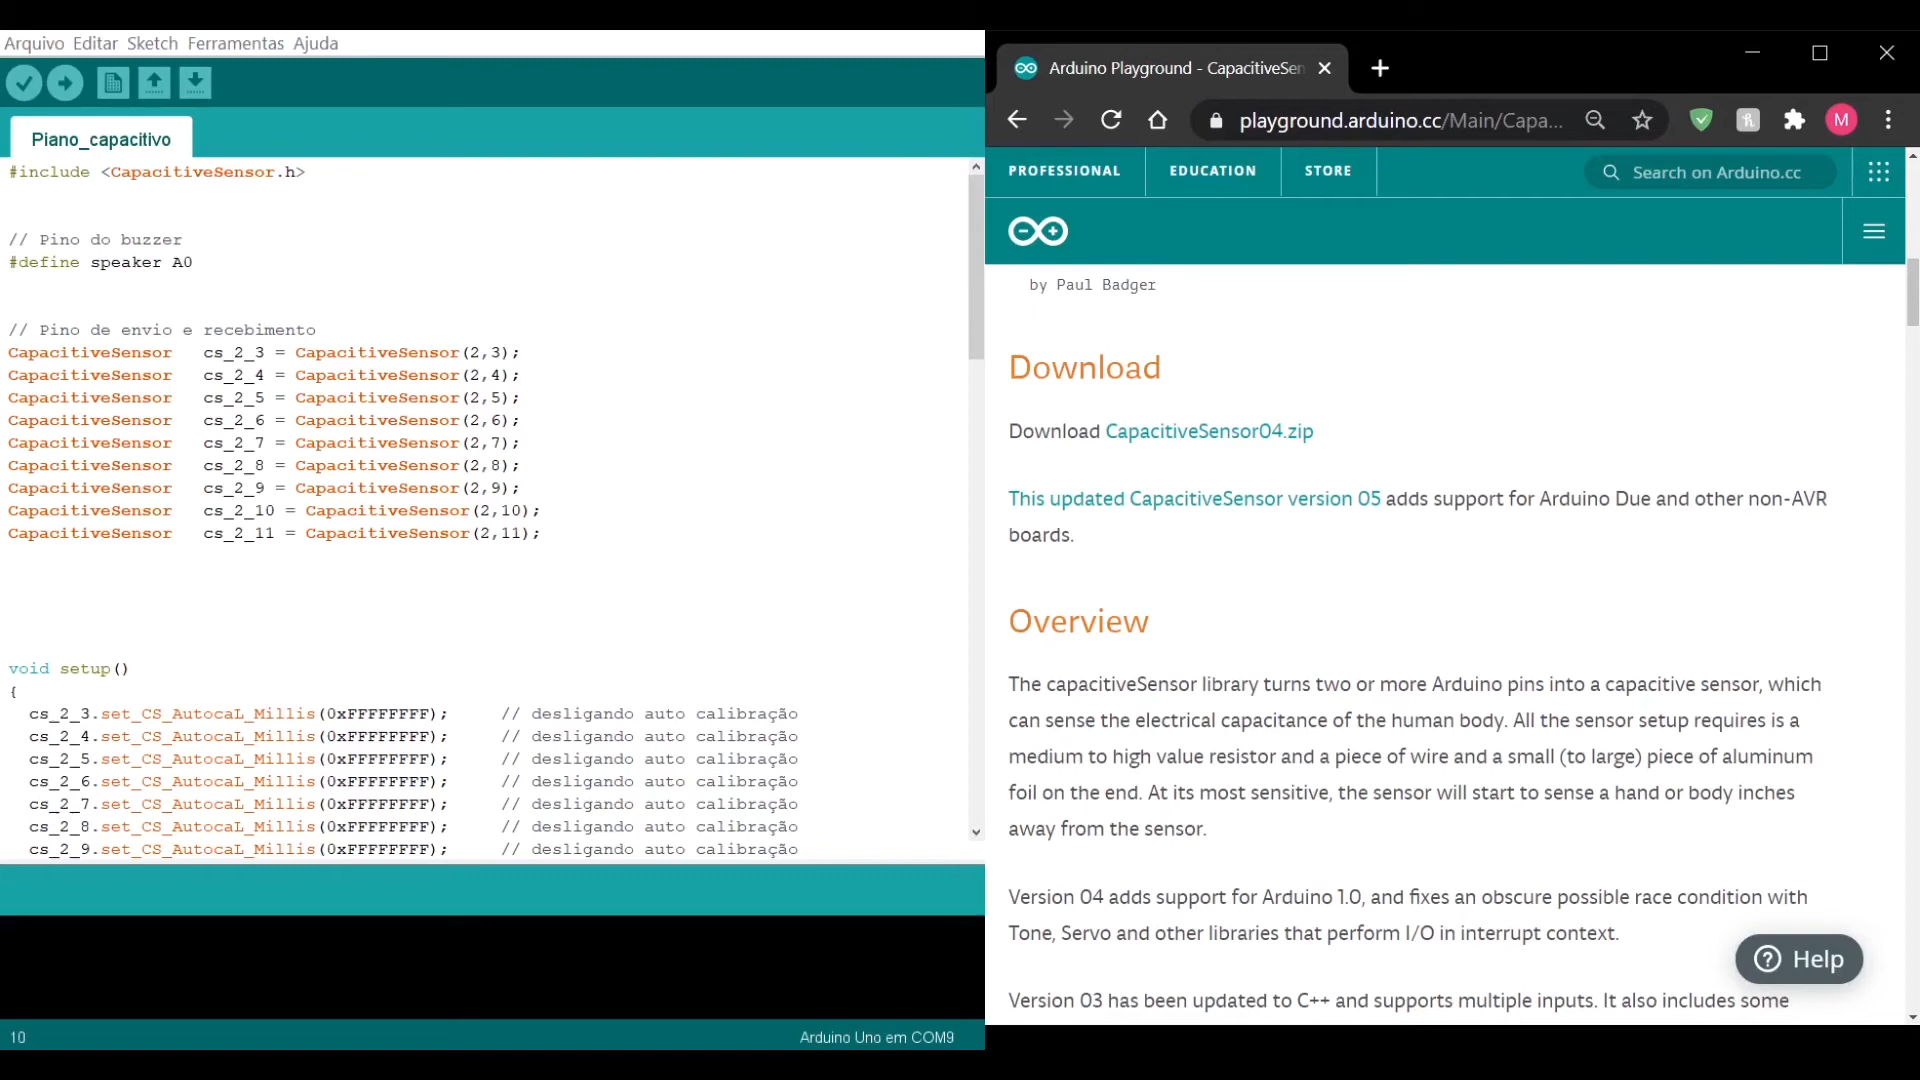 Arquivo Editar Sketch Ferramentas Ajuda
Piano_capacitivo
#include <CapacitiveSensor.h>
// Pino do buzzer
#define speaker A0
// Pino de envio e recebimento
CapacitiveSensor   cs_2_3 = CapacitiveSensor(2,3);
CapacitiveSensor   cs_2_4 = CapacitiveSensor(2,4);
CapacitiveSensor   cs_2_5 = CapacitiveSensor(2,5);
CapacitiveSensor   cs_2_6 = CapacitiveSensor(2,6);
CapacitiveSensor   cs_2_7 = CapacitiveSensor(2,7);
CapacitiveSensor   cs_2_8 = CapacitiveSensor(2,8);
CapacitiveSensor   cs_2_9 = CapacitiveSensor(2,9);
CapacitiveSensor   cs_2_10 = CapacitiveSensor(2,10);
CapacitiveSensor   cs_2_11 = CapacitiveSensor(2,11);
void setup()
{
cs_2_3.set_CS_AutocaL_Millis(0xFFFFFFFF);     // desligando auto calibração
cs_2_4.set_CS_AutocaL_Millis(0xFFFFFFFF);     // desligando auto calibração
cs_2_5.set_CS_AutocaL_Millis(0xFFFFFFFF);     // desligando auto calibração
cs_2_6.set_CS_AutocaL_Millis(0xFFFFFFFF);     // desligando auto calibração
cs_2_7.set_CS_AutocaL_Millis(0xFFFFFFFF);     // desligando auto calibração
cs_2_8.set_CS_AutocaL_Millis(0xFFFFFFFF);     // desligando auto calibração
cs_2_9.set_CS_AutocaL_Millis(0xFFFFFFFF);     // desligando auto calibração
10
Arduino Uno em COM9
Arduino Playground - CapacitiveSen
playground.arduino.cc/Main/Capa...
M
PROFESSIONAL
EDUCATION
STORE
Search on Arduino.cc
by Paul Badger
Download
Download CapacitiveSensor04.zip
This updated CapacitiveSensor version 05 adds support for Arduino Due and other non-AVR
boards.
Overview
The capacitiveSensor library turns two or more Arduino pins into a capacitive sensor, which
can sense the electrical capacitance of the human body. All the sensor setup requires is a
medium to high value resistor and a piece of wire and a small (to large) piece of aluminum
foil on the end. At its most sensitive, the sensor will start to sense a hand or body inches
away from the sensor.
Version 04 adds support for Arduino 1.0, and fixes an obscure possible race condition with
Tone, Servo and other libraries that perform I/O in interrupt context.
Help
Version 03 has been updated to C++ and supports multiple inputs. It also includes some